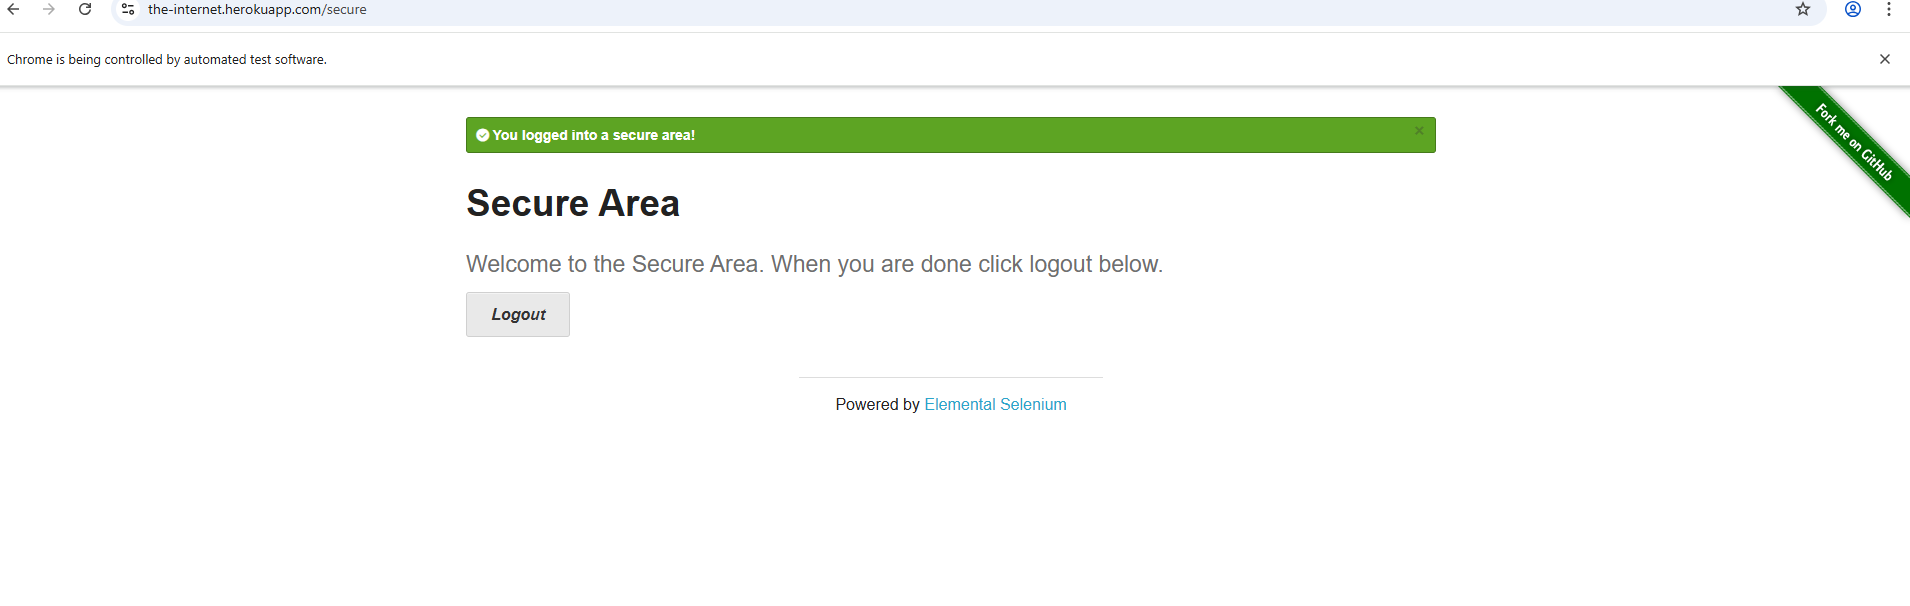 the-internet.herokuapp.com/secure
Chrome is being controlled by automated test software.
Fork me on GitHub
You logged into a secure area!
×
Secure Area
Welcome to the Secure Area. When you are done click logout below.
Logout
Powered by Elemental Selenium